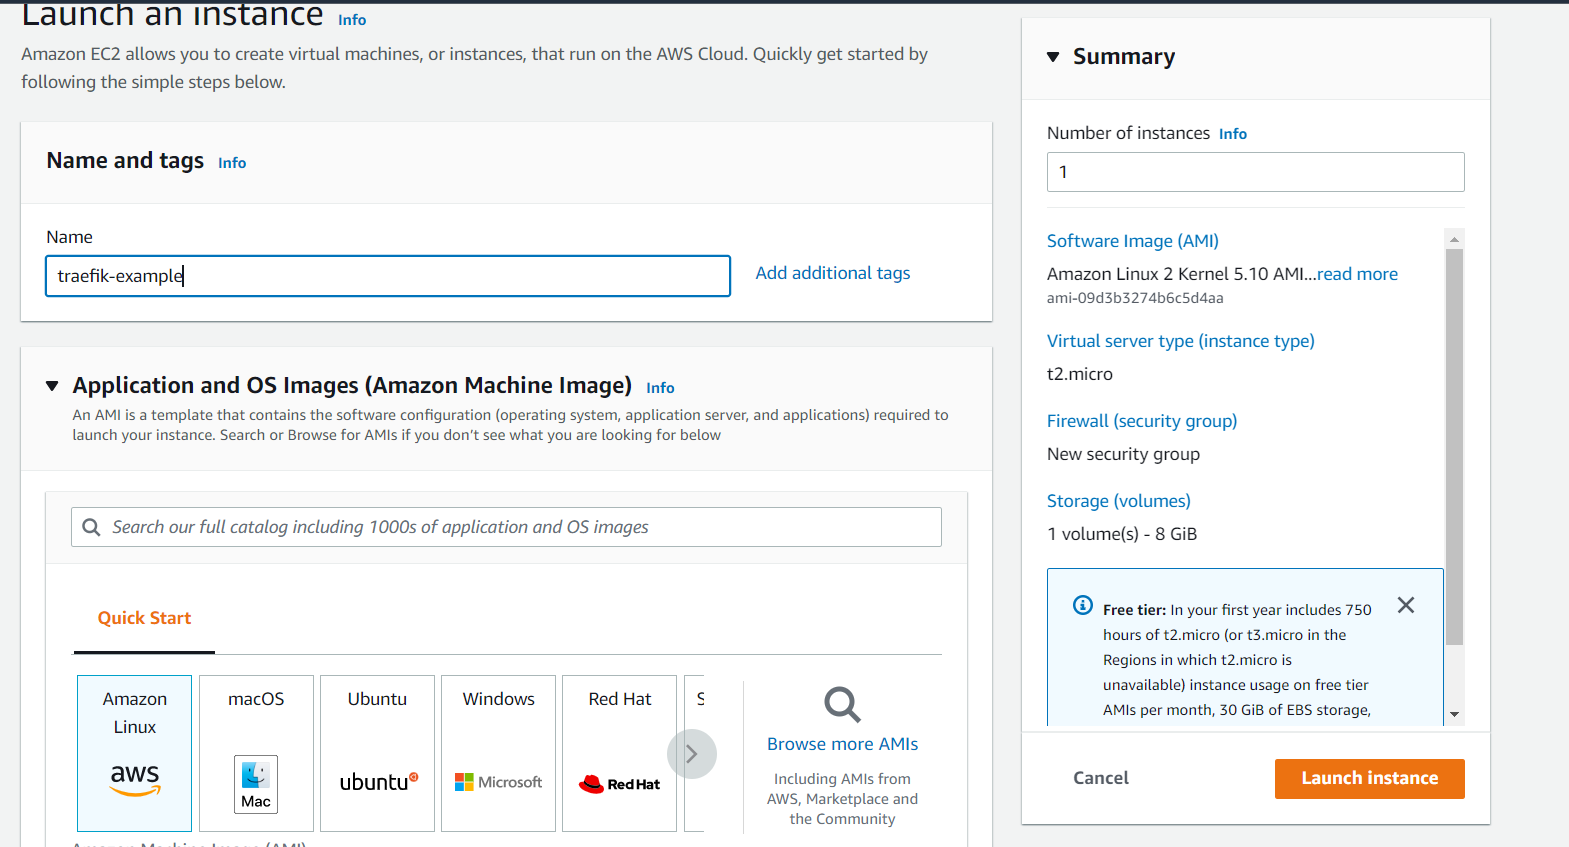 Launch an instance Info
Amazon EC2 allows you to create virtual machines, or instances, that run on the AWS Cloud. Quickly get started by
following the simple steps below.
Name and tags Info
Name
traefik-example
Add additional tags
Application and OS Images (Amazon Machine Image) Info
An AMI is a template that contains the software configuration (operating system, application server, and applications) required to
launch your instance. Search or Browse for AMIs if you don't see what you are looking for below
Search our full catalog including 1000s of application and OS images
Quick Start
Amazon
Linux
aws
macOS
Mac
Ubuntu
ubuntu
Windows
Microsoft
Red Hat
Red Hat
S
Browse more AMIs
Including AMIs from
AWS, Marketplace and
the Community
Amazon Machine Image (AMI)
Summary
Number of instances Info
1
Software Image (AMI)
Amazon Linux 2 Kernel 5.10 AMI...read more
ami-09d3b3274b6c5d4aa
Virtual server type (instance type)
t2.micro
Firewall (security group)
New security group
Storage (volumes)
1 volume(s) - 8 GiB
Free tier: In your first year includes 750
hours of t2.micro (or t3.micro in the
Regions in which t2.micro is
unavailable) instance usage on free tier
AMIs per month, 30 GiB of EBS storage,
Cancel
Launch instance